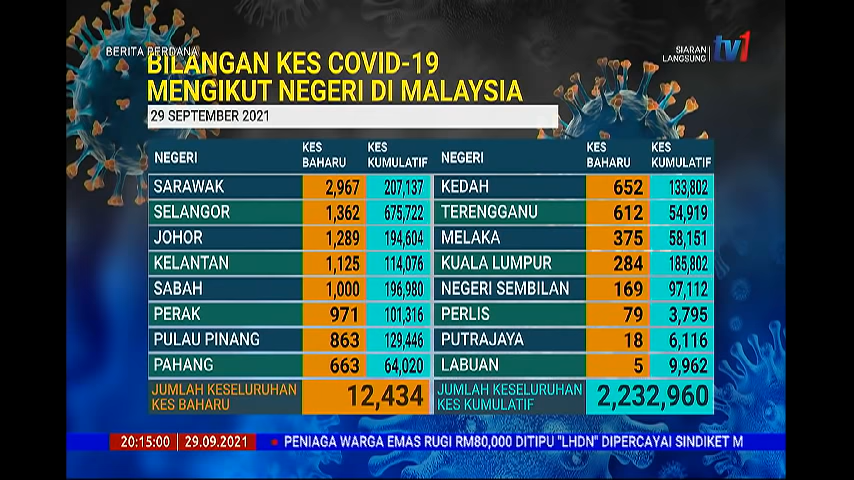 BERITA PERDANA
SIARAN
LANGSUNG
tv1
BILANGAN KES COVID-19
MENGIKUT NEGERI DI MALAYSIA
29 SEPTEMBER 2021
NEGERI KES BAHARU KES KUMULATIF NEGERI KES BAHARU KES KUMULATIF
SARAWAK 2,967 207,137 KEDAH 652 133,802
SELANGOR 1,362 675,722 TERENGGANU 612 54,919
JOHOR 1,289 194,604 MELAKA 375 58,151
KELANTAN 1,125 114,076 KUALA LUMPUR 284 185,802
SABAH 1,000 196,980 NEGERI SEMBILAN 169 97,112
PERAK 971 101,316 PERLIS 79 3,795
PULAU PINANG 863 129,446 PUTRAJAYA 18 6,116
PAHANG 663 64,020 LABUAN 5 9,962
JUMLAH KESELURUHAN
KES BAHARU
12,434
JUMLAH KESELURUHAN
KES KUMULATIF
2,232,960
20:15:00 29.09.2021 PENIAGA WARGA EMAS RUGI RM80,000 DITIPU "LHDN" DIPERCAYAI SINDIKET M